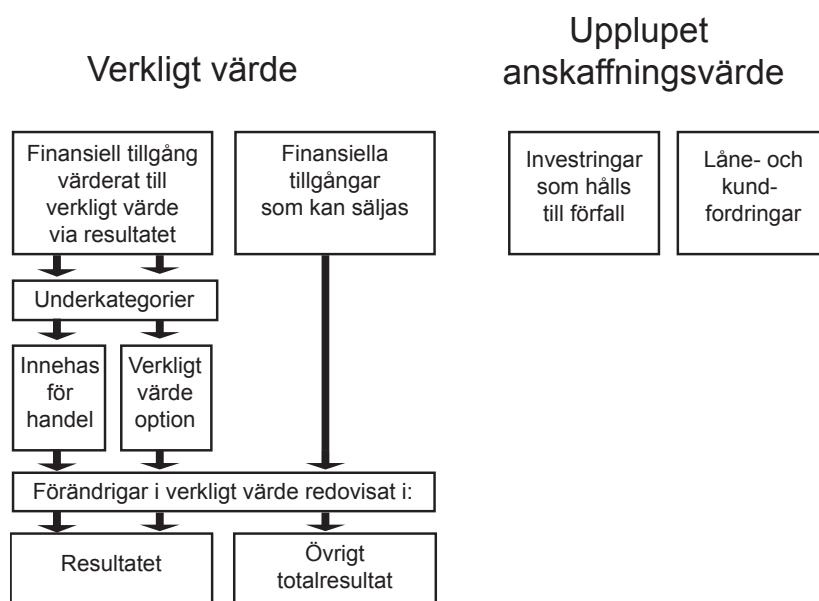 Verkligt värde
Upplupet
anskaffningsvärde
Finansiell tillgång
värderat till
verkligt värde
via resultatet
Finansiella
tillgångar
som kan säljas
Investringar
som hålls
till förfall
Låne- och
kund-
fordringar
Underkategorier
Innehas
för
handel
Verkligt
värde
option
Förändrigar i verkligt värde redovisat i:
Resultatet
Övrigt
totalresultat